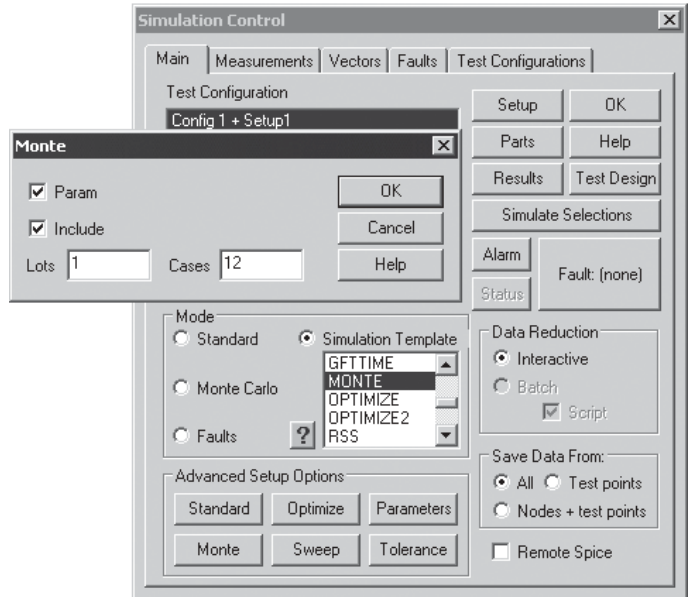 Simulation Control
Main Measurements Vectors Faults Test Configurations
Test Configuration
Config 1 + Setup1
Setup OK
Parts Help
Results Test Design
Simulate Selections
Alarm
Status
Fault: (none)
Monte
Param
Include
Lots 1 Cases 12
OK
Cancel
Help
Mode
Standard
Monte Carlo
Faults
?
Simulation Template
GFTTIME
MONTE
OPTIMIZE
OPTIMIZE2
RSS
Data Reduction
Interactive
Batch
Script
Advanced Setup Options
Standard Optimize Parameters
Monte Sweep Tolerance
Save Data From:
All Test points
Nodes + test points
Remote Spice